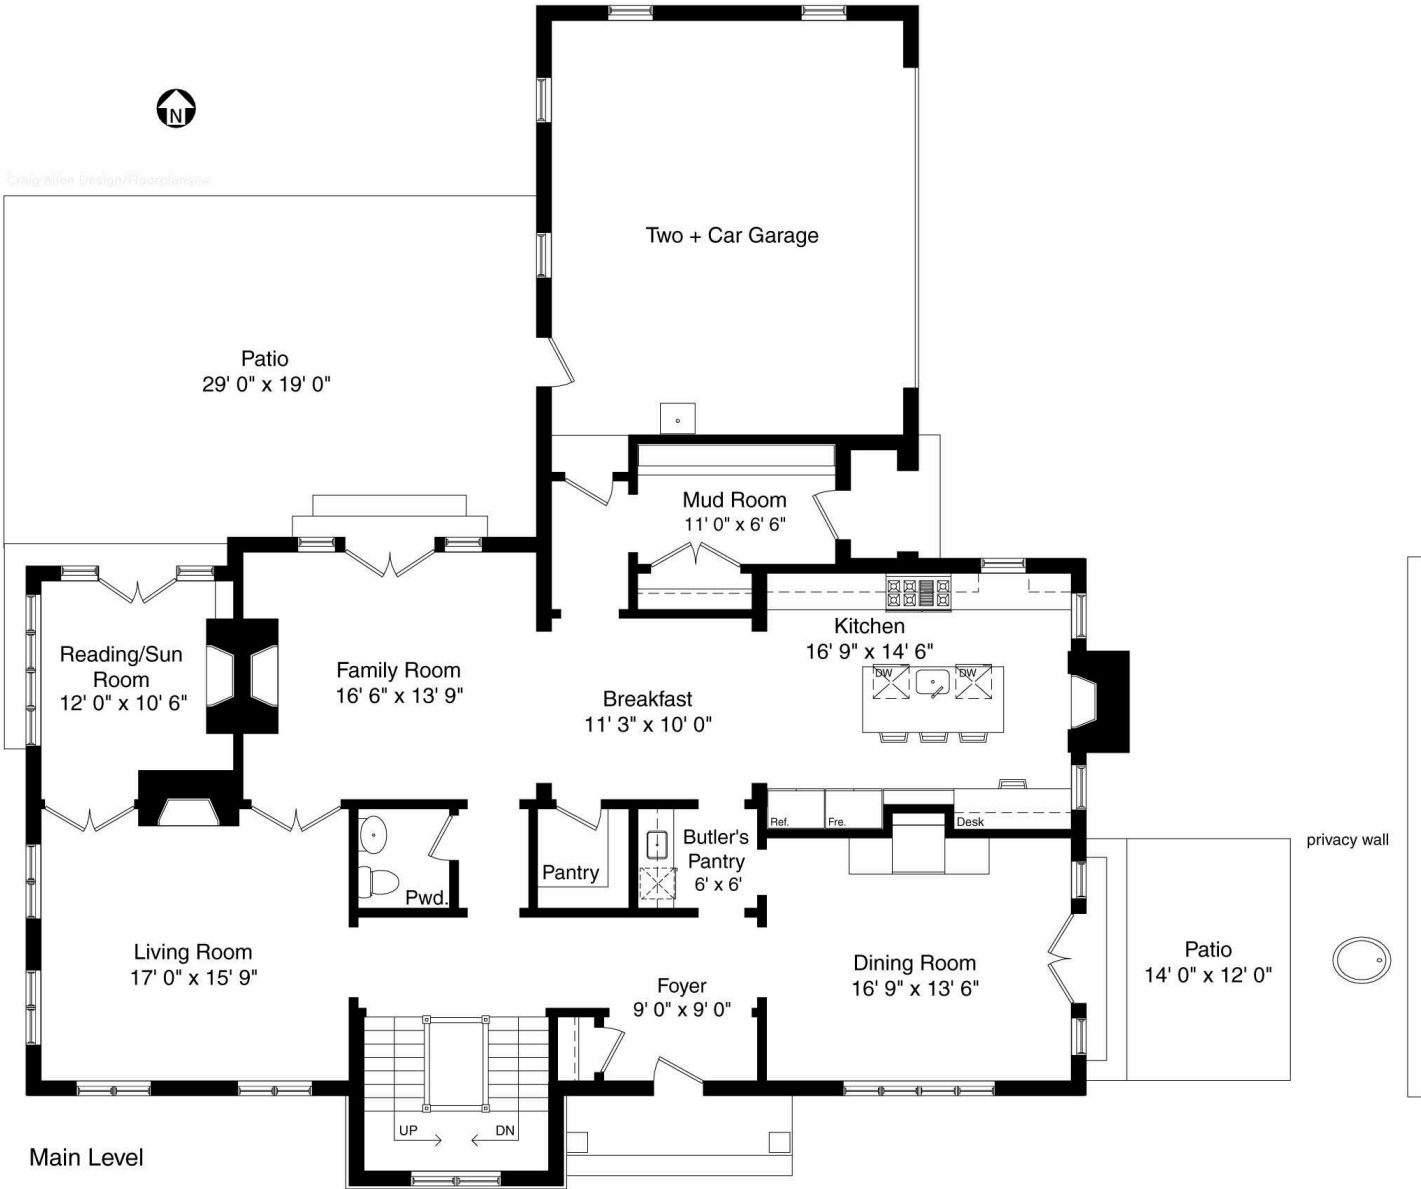 N
Craig Allen Design/Floorplans
Two + Car Garage
Patio
29' 0" x 19' 0"
Mud Room
11' 0" x 6' 6"
Kitchen
16' 9" x 14' 6"
DW
DW
Reading/Sun
Room
12' 0" x 10' 6"
Family Room
16' 6" x 13' 9"
Breakfast
11' 3" x 10' 0"
Ref.
Fre.
Desk
Butler's
Pantry
6' x 6'
Pantry
Pwd.
privacy wall
Living Room
17' 0" x 15' 9"
Foyer
9' 0" x 9' 0"
Dining Room
16' 9" x 13' 6"
Patio
14' 0" x 12' 0"
UP
DN
Main Level